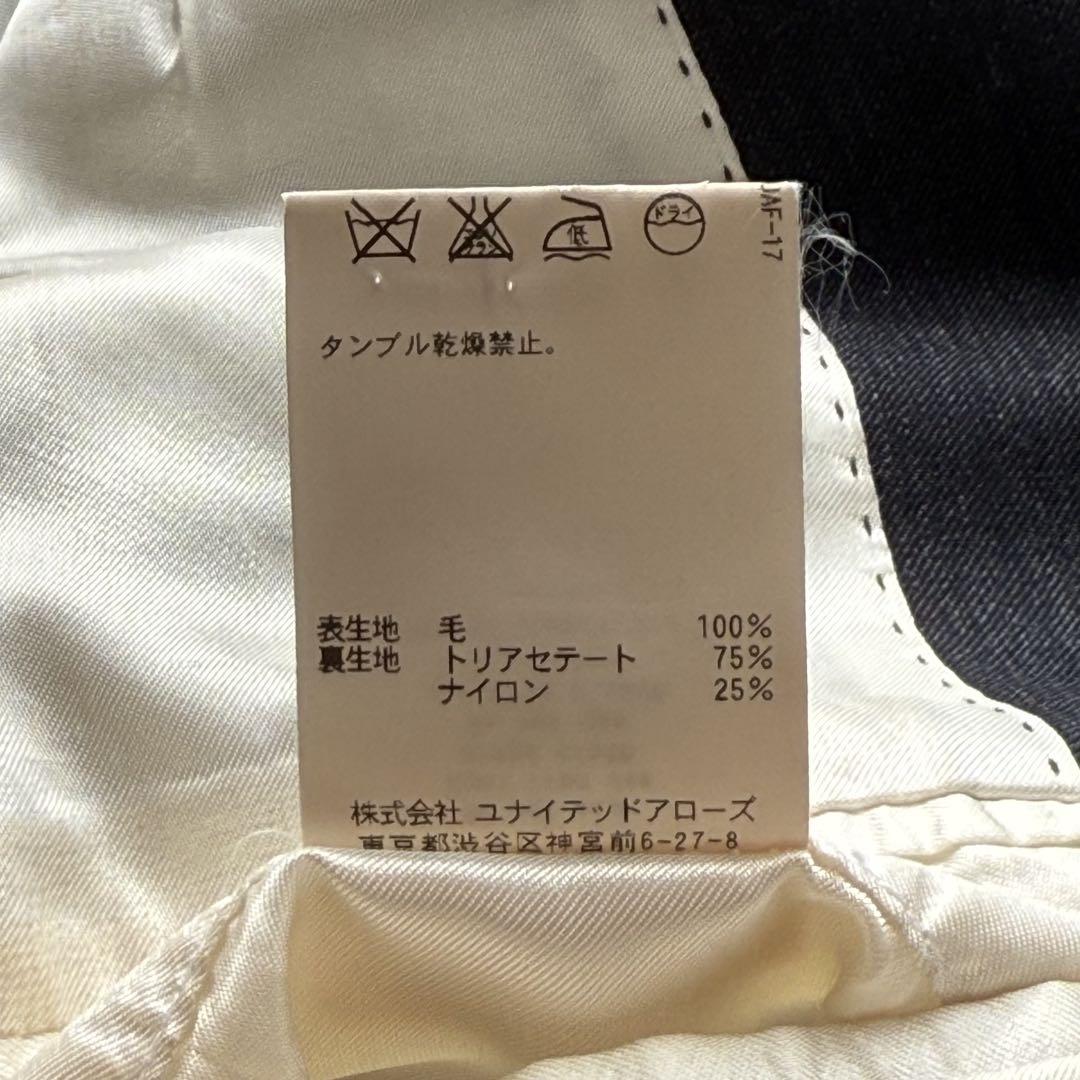 低
ドライ
JAF-17
タンブル乾燥禁止。
表生地 毛 100%
裏生地 トリアセテート 75%
ナイロン 25%
株式会社 ユナイテッドアローズ
東京都渋谷区神宮前6-27-8